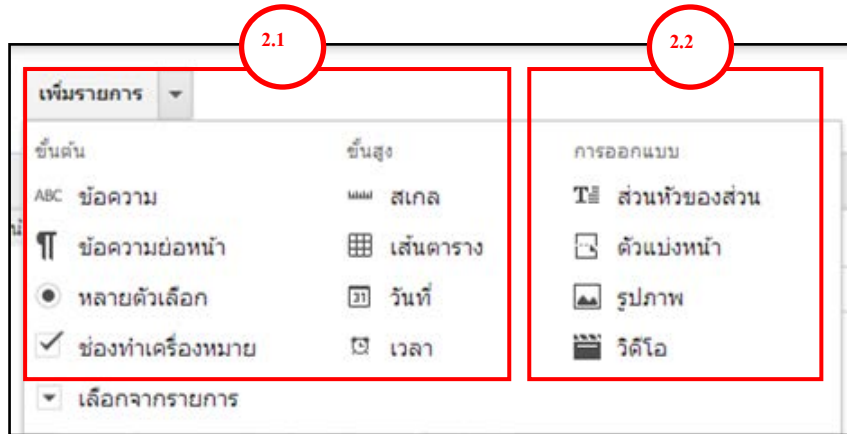 2.1
2.2
เพิ่มรายการ
ขั้นต้น ขั้นสูง การออกแบบ
ABC ข้อความ สเกล T ส่วนหัวของส่วน
¶ ข้อความย่อหน้า เส้นตาราง ตัวแบ่งหน้า
หลายตัวเลือก 31 วันที่ รูปภาพ
ช่องทำเครื่องหมาย เวลา วิดีโอ
เลือกจากรายการ